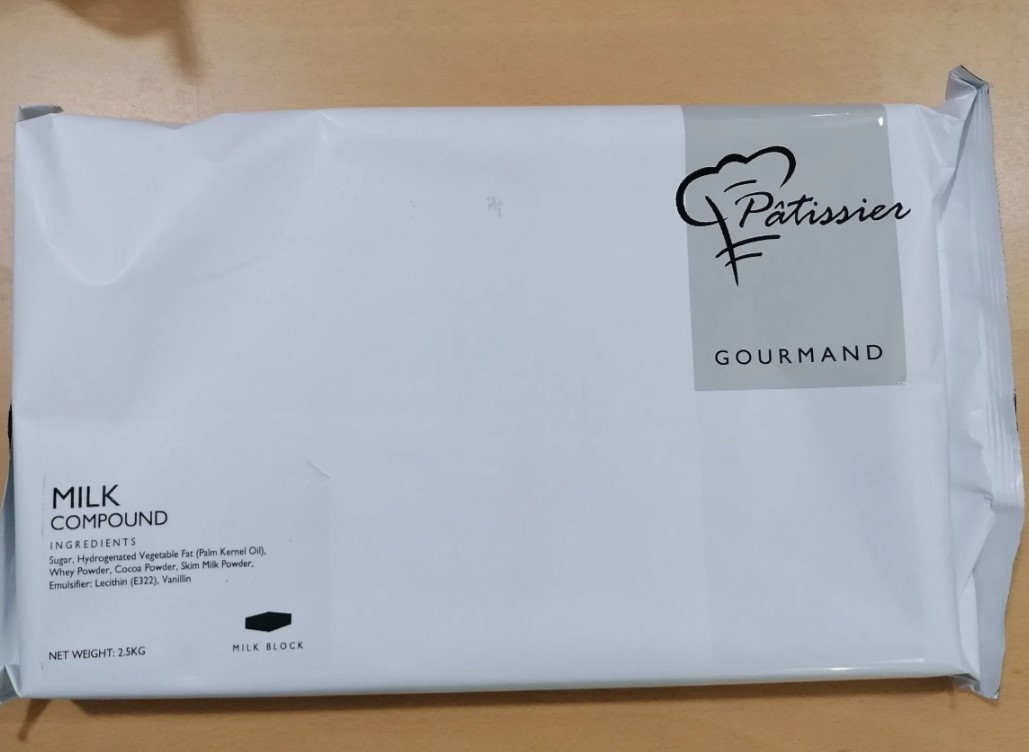 Pâtissier
GOURMAND
MILK
COMPOUND
INGREDIENTS
Sugar, Hydrogenated Vegetable Fat (Palm Kernel Oil),
Whey Powder, Cocoa Powder, Skim Milk Powder,
Emulsifier: Lecithin (E322), Vanillin
MILK BLOCK
NET WEIGHT: 2.5KG